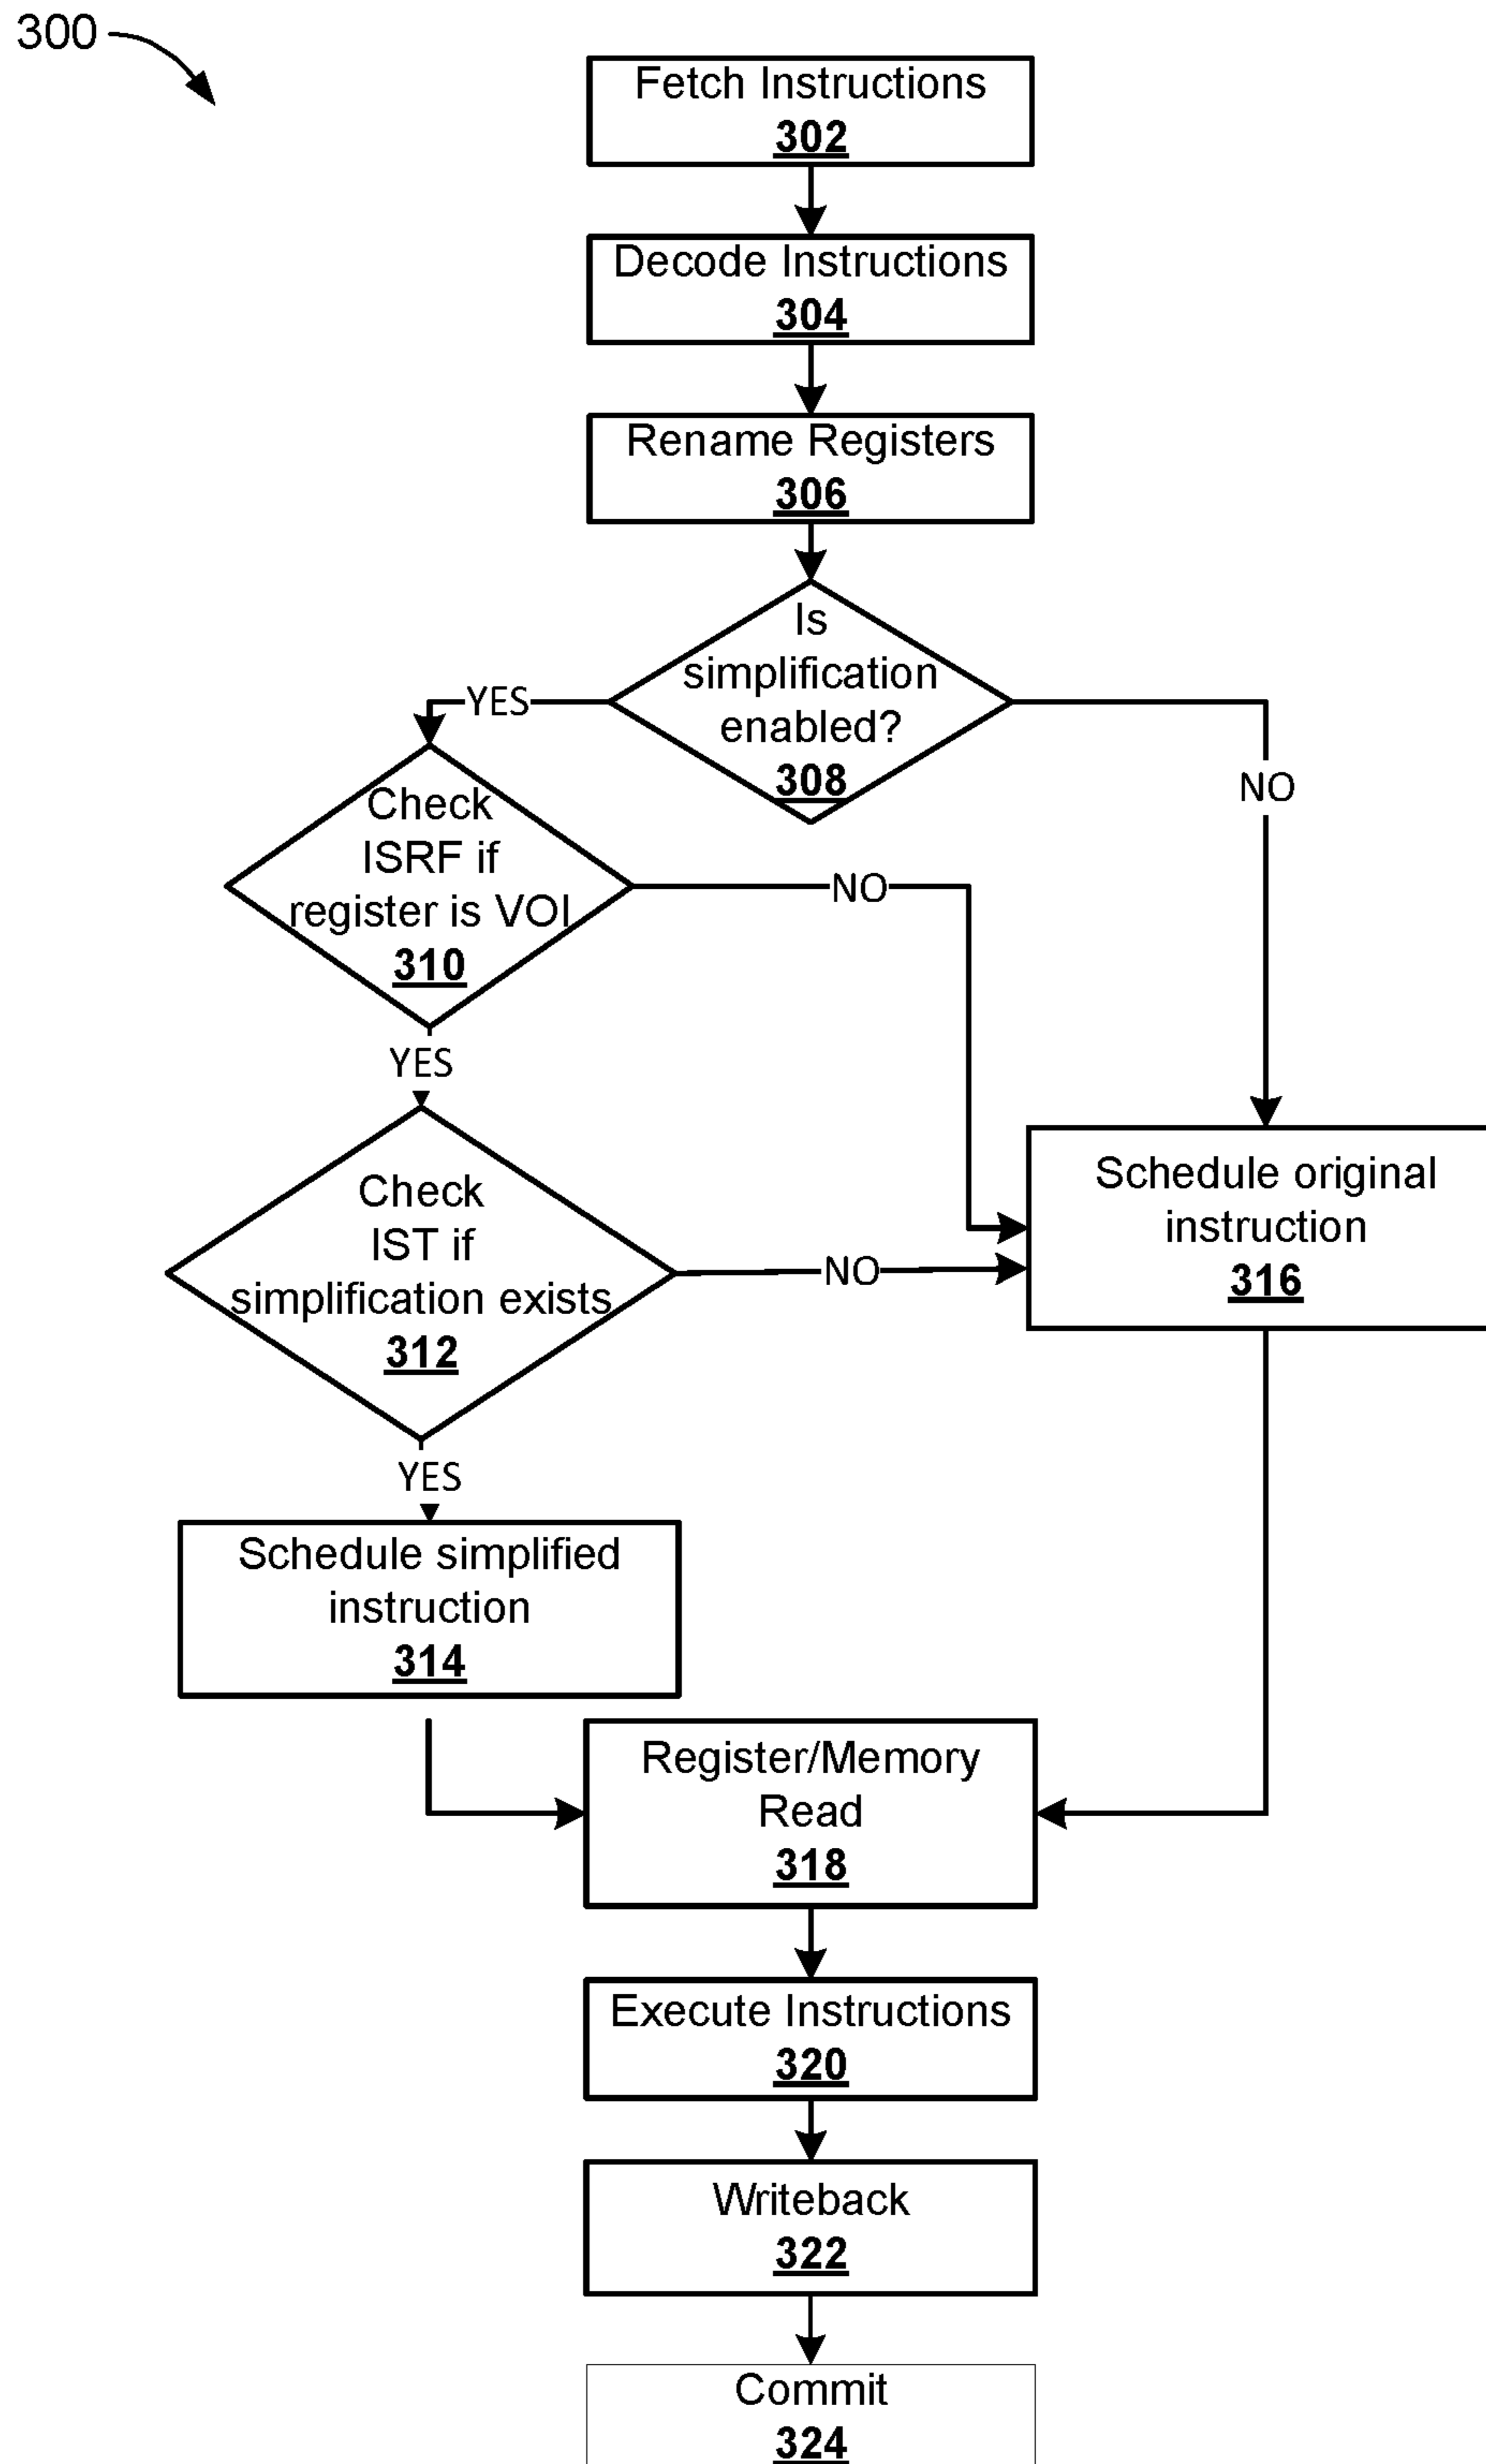 300
Fetch Instructions
302
Decode Instructions
304
Rename Registers
306
Is
simplification
enabled?
308
YES
NO
Check
ISRF if
register is VOI
310
NO
YES
Check
IST if
simplification exists
312
NO
Schedule original
instruction
316
YES
Schedule simplified
instruction
314
Register/Memory
Read
318
Execute Instructions
320
Writeback
322
Commit
324